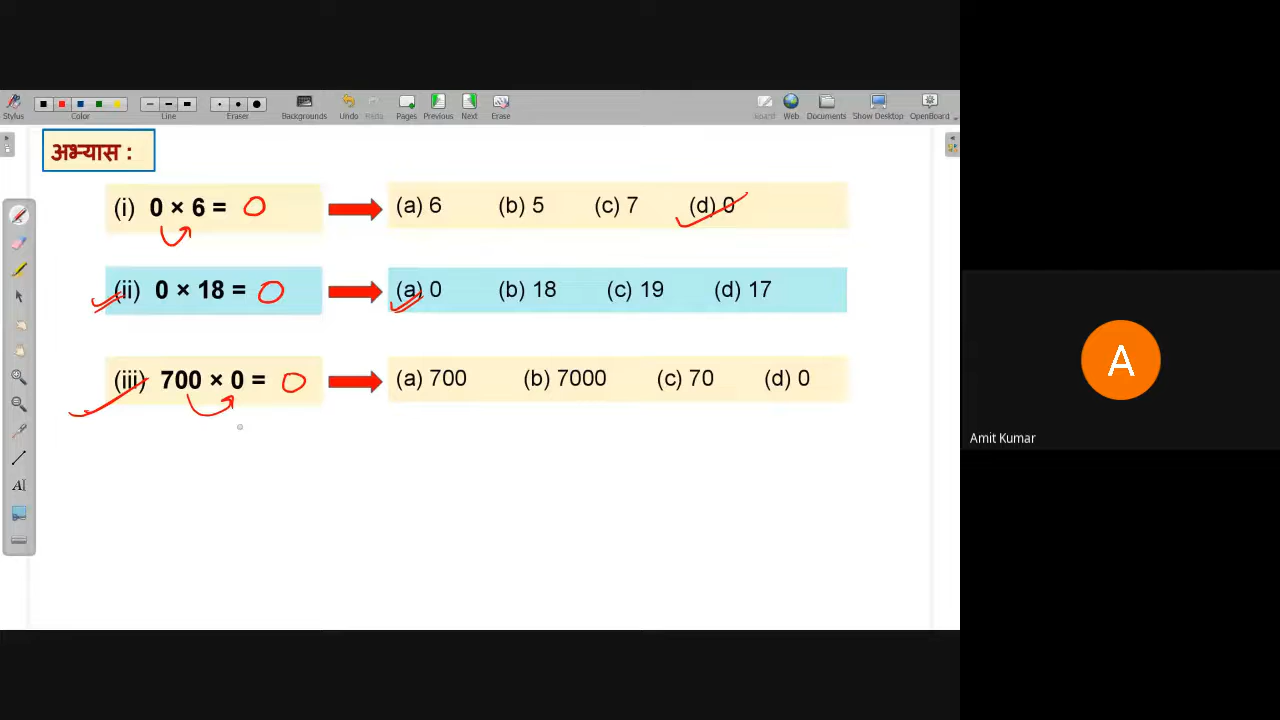 Stylus Color Line Eraser Backgrounds Undo Redo Pages Previous Next Erase Board Web Documents Show Desktop OpenBoard
अभ्यास :
(i) 0 × 6 = 0 (a) 6 (b) 5 (c) 7 (d) 0
(ii) 0 × 18 = 0 (a) 0 (b) 18 (c) 19 (d) 17
(iii) 700 × 0 = 0 (a) 700 (b) 7000 (c) 70 (d) 0
A
Amit Kumar